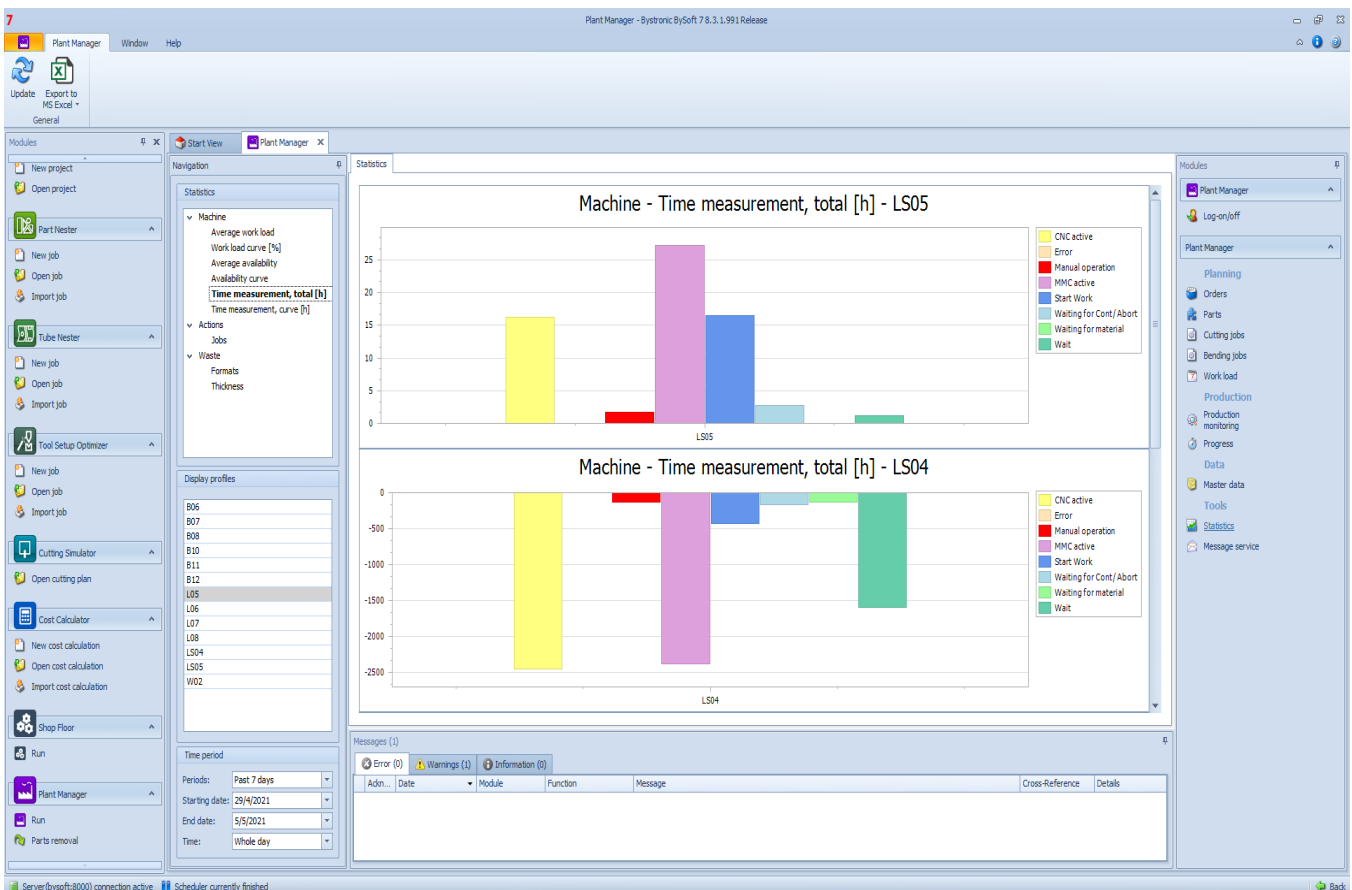 7
Plant Manager - Bystronic BySoft 7 8.3.1.991 Release
Plant Manager Window Help
Update
Export to
MS Excel
General
Modules
New project
Open project
Part Nester
New job
Open job
Import job
Tube Nester
New job
Open job
Import job
Tool Setup Optimizer
New job
Open job
Import job
Cutting Simulator
Open cutting plan
Cost Calculator
New cost calculation
Open cost calculation
Import cost calculation
Shop Floor
Run
Plant Manager
Run
Parts removal
Start View Plant Manager X
Navigation
Statistics
Machine
Average work load
Work load curve [%]
Average availability
Availability curve
Time measurement, total [h]
Time measurement, curve [h]
Actions
Jobs
Waste
Formats
Thickness
Display profiles
B06
B07
B08
B10
B11
B12
L05
L06
L07
L08
LS04
LS05
W02
Time period
Periods: Past 7 days
Starting date: 29/4/2021
End date: 5/5/2021
Time: Whole day
Statistics
Machine - Time measurement, total [h] - LS05
25
20
15
10
5
0
LS05
CNC active
Error
Manual operation
MMC active
Start Work
Waiting for Cont/Abort
Waiting for material
Wait
Machine - Time measurement, total [h] - LS04
0
-500
-1000
-1500
-2000
-2500
LS04
CNC active
Error
Manual operation
MMC active
Start Work
Waiting for Cont/Abort
Waiting for material
Wait
Messages (1)
Error (0) Warnings (1) Information (0)
Ackn... Date Module Function Message Cross-Reference Details
Modules
Plant Manager
Log-on/off
Plant Manager
Planning
Orders
Parts
Cutting jobs
Bending jobs
Work load
Production
Production
monitoring
Progress
Data
Master data
Tools
Statistics
Message service
Server(bysoft:8000) connection active Scheduler currently finished Back